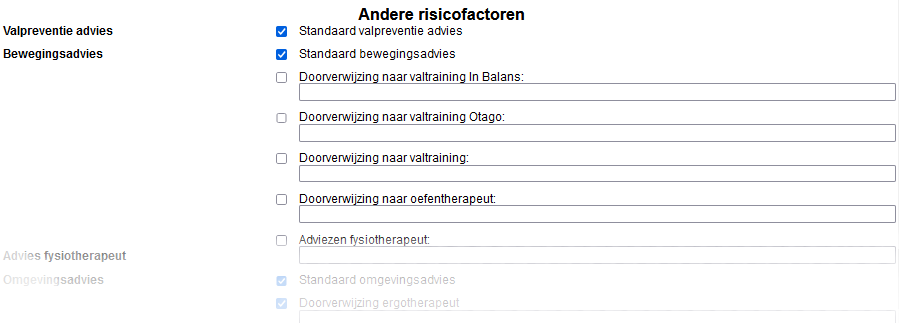 Andere risicofactoren
Valpreventie advies Standaard valpreventie advies
Bewegingsadvies Standaard bewegingsadvies
Doorverwijzing naar valtraining In Balans:
Doorverwijzing naar valtraining Otago:
Doorverwijzing naar valtraining:
Doorverwijzing naar oefentherapeut:
Adviezen fysiotherapeut:
Advies fysiotherapeut
Omgevingsadvies Standaard omgevingsadvies
Doorverwijzing ergotherapeut